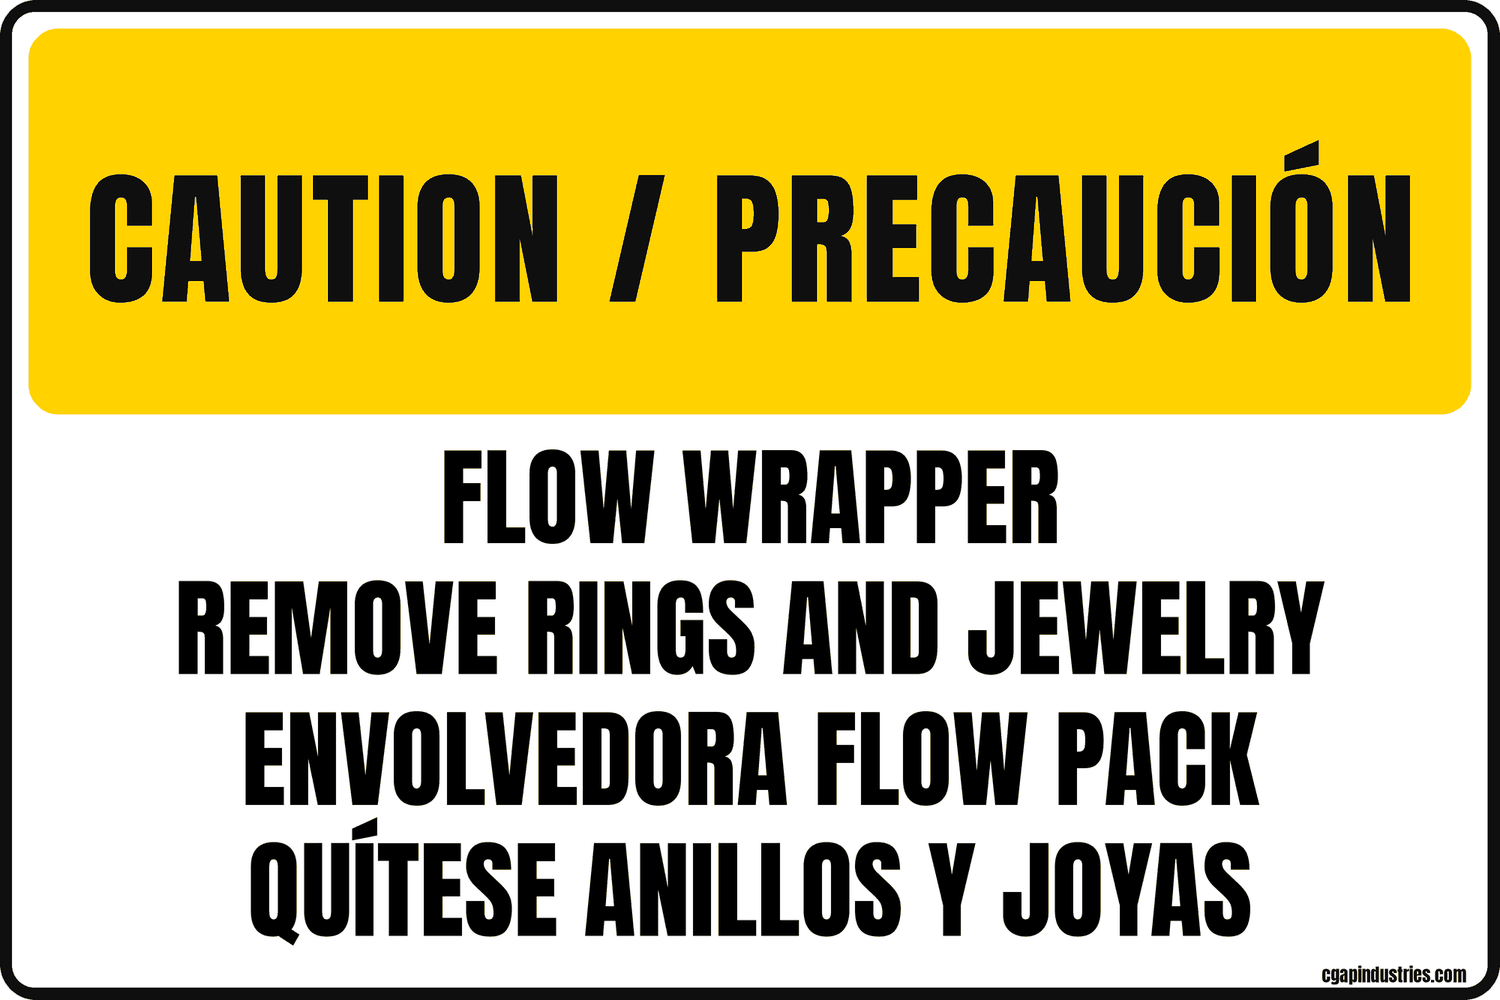 CAUTION / PRECAUCIÓN
FLOW WRAPPER
REMOVE RINGS AND JEWELRY
ENVOLVEDORA FLOW PACK
QUÍTESE ANILLOS Y JOYAS
cgapindustries.com